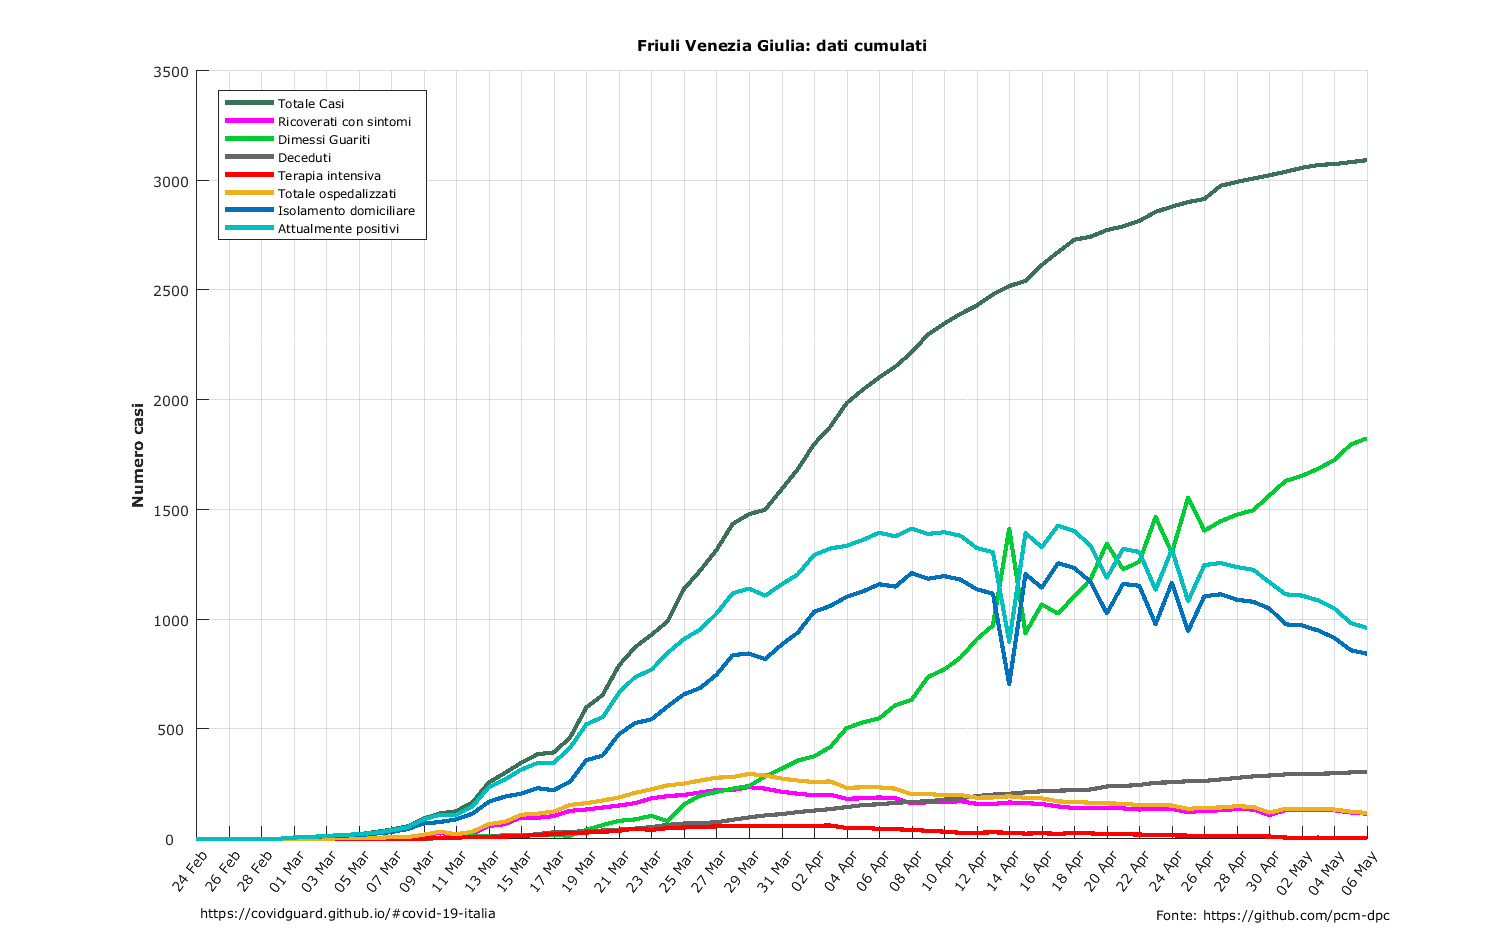 Friuli Venezia Giulia: dati cumulati
3500
3000
2500
2000
1500
1000
500
0
Numero casi
Totale Casi
Ricoverati con sintomi
Dimessi Guariti
Deceduti
Terapia intensiva
Totale ospedalizzati
Isolamento domiciliare
Attualmente positivi
24 Feb
26 Feb
28 Feb
01 Mar
03 Mar
05 Mar
07 Mar
09 Mar
11 Mar
13 Mar
15 Mar
17 Mar
19 Mar
21 Mar
23 Mar
25 Mar
27 Mar
29 Mar
31 Mar
02 Apr
04 Apr
06 Apr
08 Apr
10 Apr
12 Apr
14 Apr
16 Apr
18 Apr
20 Apr
22 Apr
24 Apr
26 Apr
28 Apr
30 Apr
02 May
04 May
06 May
https://covidguard.github.io/#covid-19-italia
Fonte: https://github.com/pcm-dpc